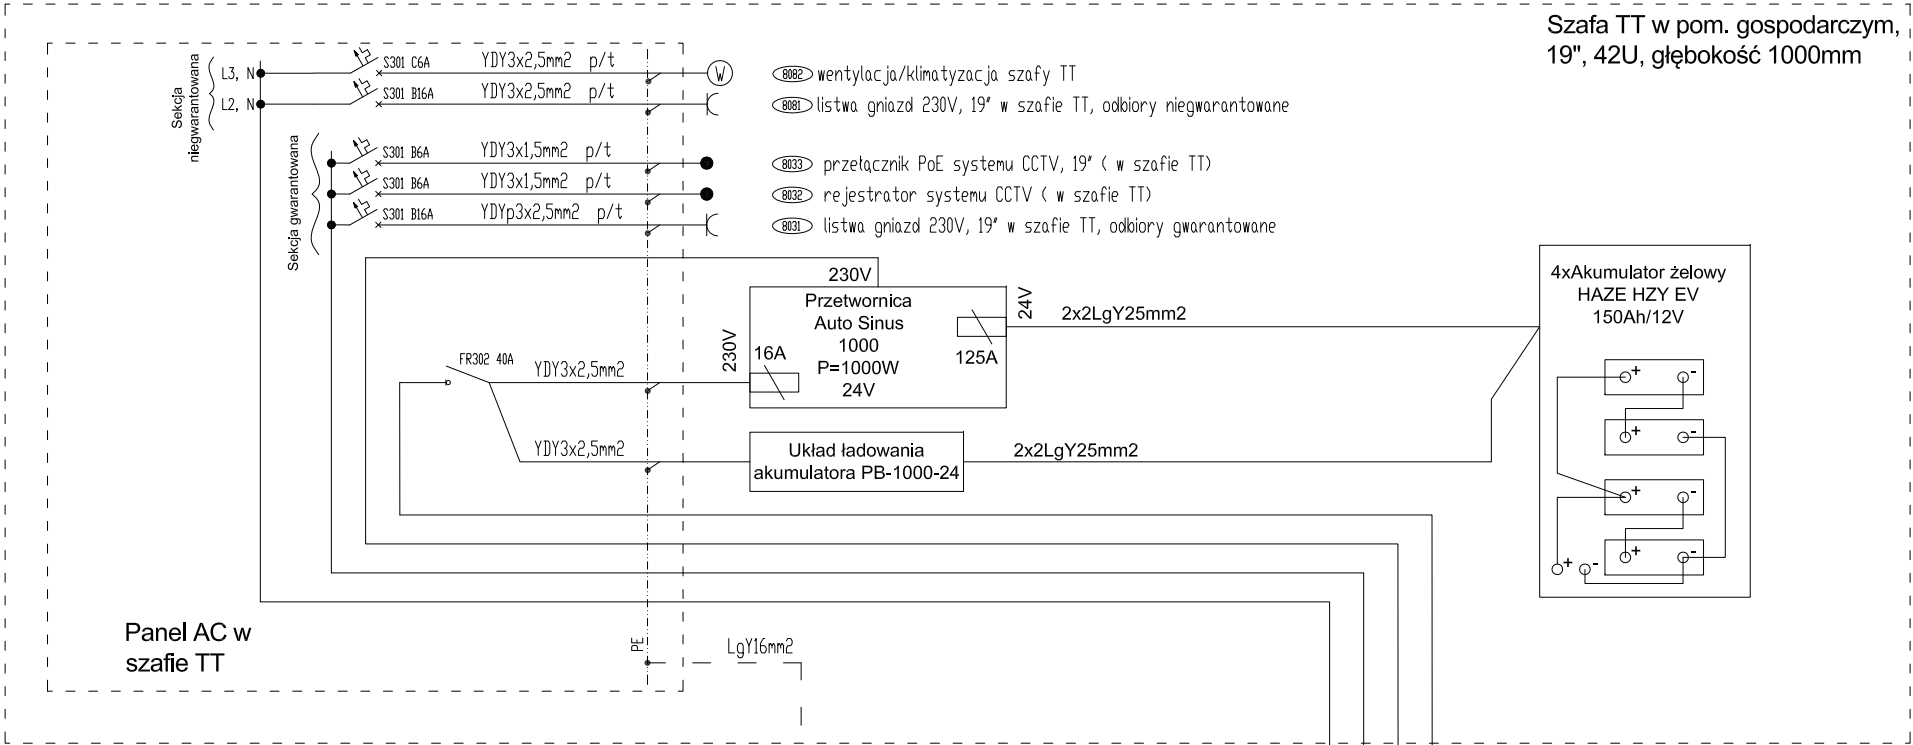 Szafa TT w pom. gospodarczym,
19", 42U, głębokość 1000mm
Sekcja
niegwarantowana
L3, N
S301 C6A
YDY3x2,5mm2 p/t
W
8082 wentylacja/klimatyzacja szafy TT
L2, N
S301 B16A
YDY3x2,5mm2 p/t
8081 listwa gniazd 230V, 19" w szafie TT, odbiory niegwarantowane
Sekcja gwarantowana
S301 B6A
YDY3x1,5mm2 p/t
8033 przełącznik PoE systemu CCTV, 19" ( w szafie TT)
S301 B6A
YDY3x1,5mm2 p/t
8032 rejestrator systemu CCTV ( w szafie TT)
S301 B16A
YDYp3x2,5mm2 p/t
8031 listwa gniazd 230V, 19" w szafie TT, odbiory gwarantowane
230V
Przetwornica
Auto Sinus
1000
P=1000W
24V
230V
16A
125A
24V
2x2LgY25mm2
FR302 40A
YDY3x2,5mm2
YDY3x2,5mm2
Układ ładowania
akumulatora PB-1000-24
2x2LgY25mm2
4xAkumulator żelowy
HAZE HZY EV
150Ah/12V
+ -
+ -
+ -
+ -
+ -
Panel AC w
szafie TT
PE
LgY16mm2